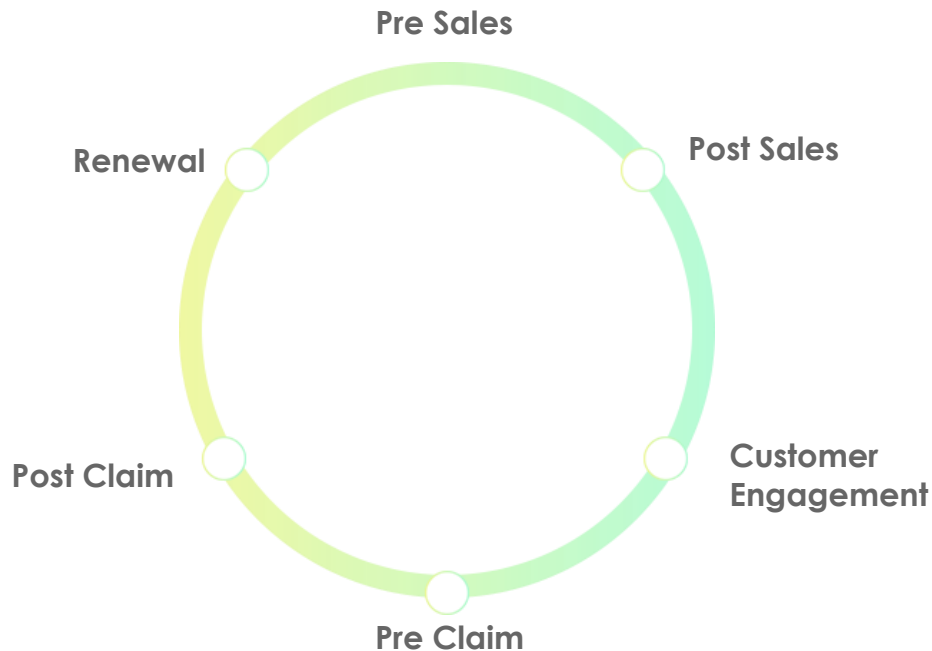 Pre Sales
Post Sales
Customer
Engagement
Pre Claim
Post Claim
Renewal